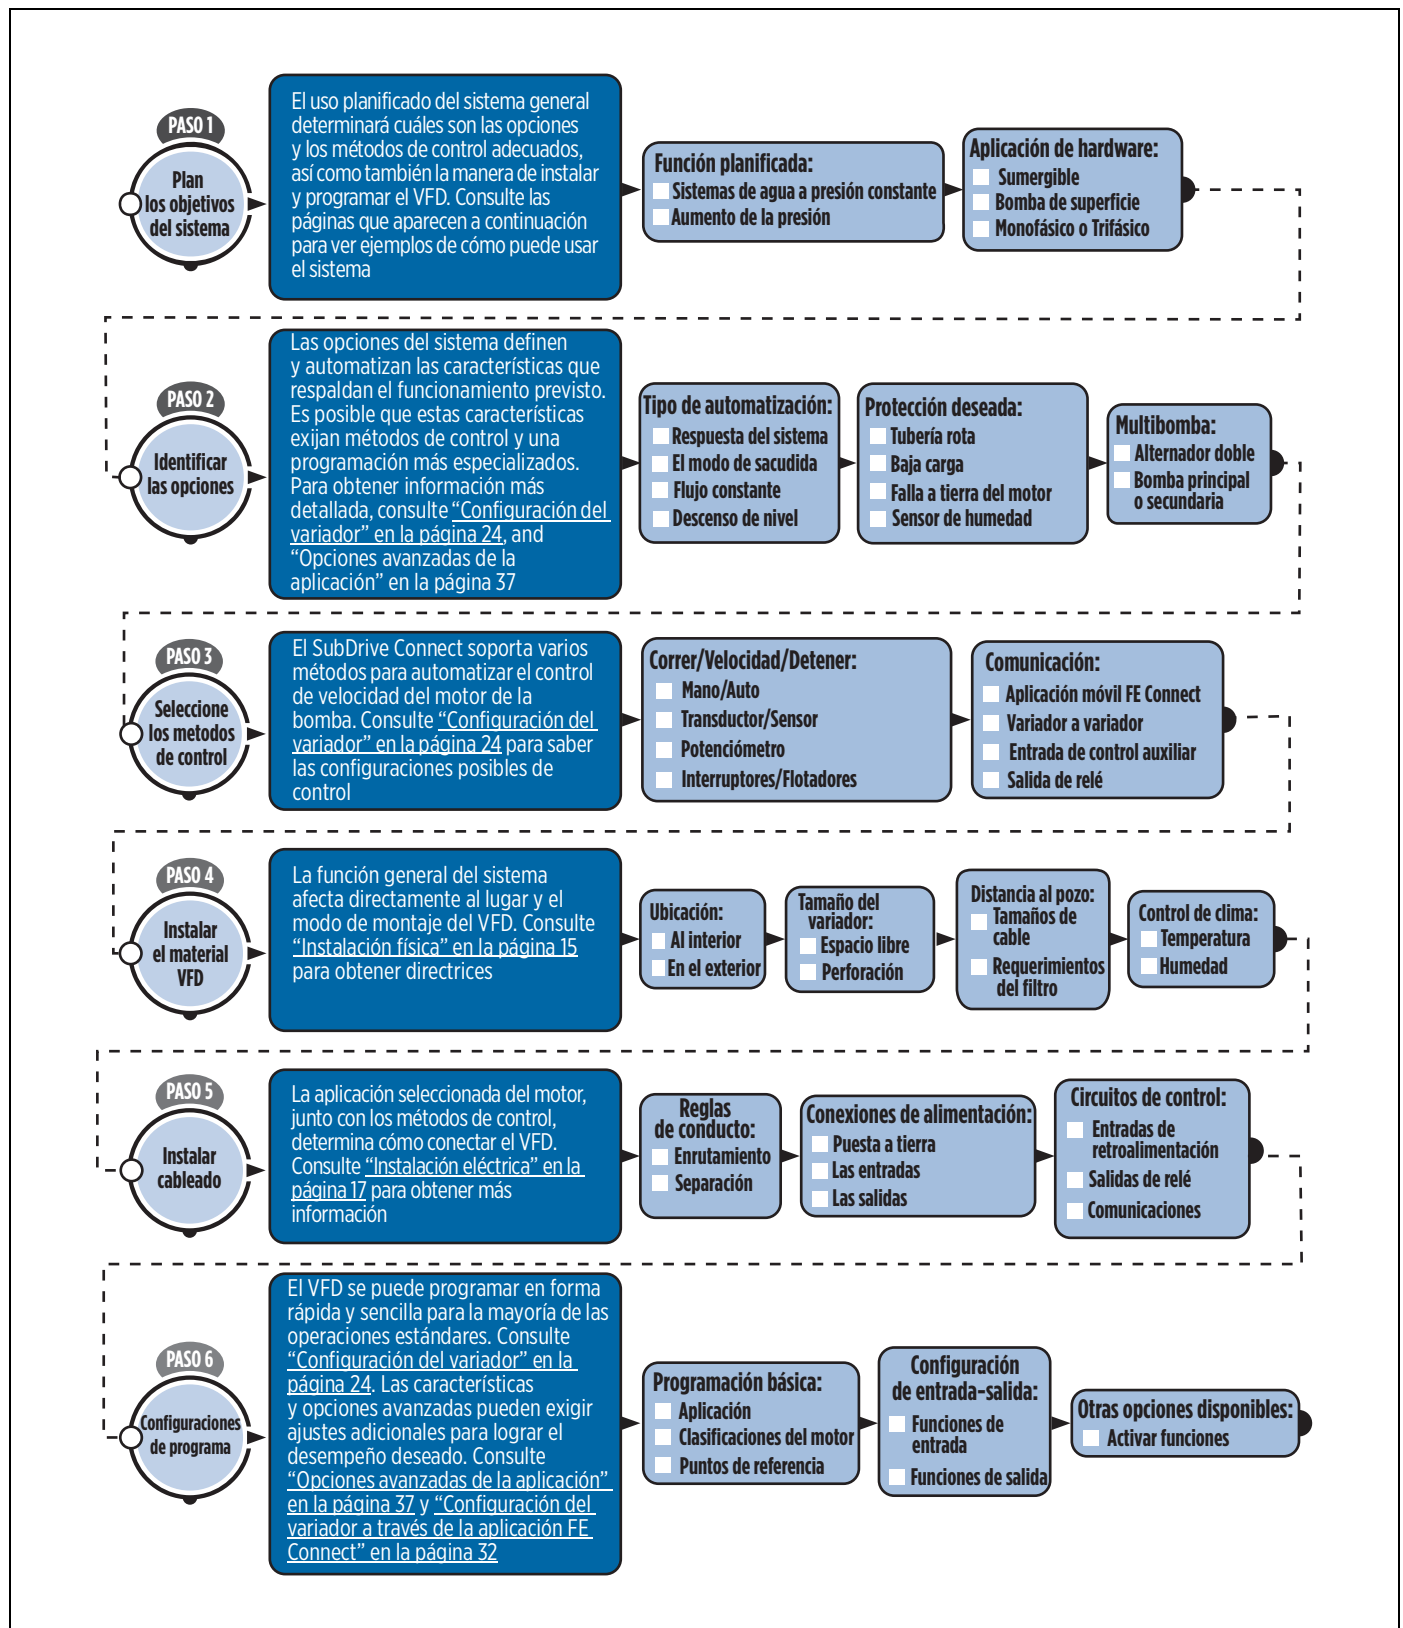 PASO 1
Plan
los objetivos
del sistema
El uso planificado del sistema general
determinará cuáles son las opciones
y los métodos de control adecuados,
así como también la manera de instalar
y programar el VFD. Consulte las
páginas que aparecen a continuación
para ver ejemplos de cómo puede usar
el sistema
Función planificada:
Sistemas de agua a presión constante
Aumento de la presión
Aplicación de hardware:
Sumergible
Bomba de superficie
Monofásico o Trifásico
PASO 2
Identificar
las opciones
Las opciones del sistema definen
y automatizan las características que
respaldan el funcionamiento previsto.
Es posible que estas características
exijan métodos de control y una
programación más especializados.
Para obtener información más
detallada, consulte “Configuración del
variador” en la página 24, and
“Opciones avanzadas de la
aplicación” en la página 37
Tipo de automatización:
Respuesta del sistema
El modo de sacudida
Flujo constante
Descenso de nivel
Protección deseada:
Tubería rota
Baja carga
Falla a tierra del motor
Sensor de humedad
Multibomba:
Alternador doble
Bomba principal
o secundaria
PASO 3
Seleccione
los metodos
de control
El SubDrive Connect soporta varios
métodos para automatizar el control
de velocidad del motor de la
bomba. Consulte “Configuración del
variador” en la página 24 para saber
las configuraciones posibles de
control
Correr/Velocidad/Detener:
Mano/Auto
Transductor/Sensor
Potenciómetro
Interruptores/Flotadores
Comunicación:
Aplicación móvil FE Connect
Variador a variador
Entrada de control auxiliar
Salida de relé
PASO 4
Instalar
el material
VFD
La función general del sistema
afecta directamente al lugar y el
modo de montaje del VFD. Consulte
“Instalación física” en la página 15
para obtener directrices
Ubicación:
Al interior
En el exterior
Tamaño del
variador:
Espacio libre
Perforación
Distancia al pozo:
Tamaños de
cable
Requerimientos
del filtro
Control de clima:
Temperatura
Humedad
PASO 5
Instalar
cableado
La aplicación seleccionada del motor,
junto con los métodos de control,
determina cómo conectar el VFD.
Consulte “Instalación eléctrica” en la
página 17 para obtener más
información
Reglas
de conducto:
Enrutamiento
Separación
Conexiones de alimentación:
Puesta a tierra
Las entradas
Las salidas
Circuitos de control:
Entradas de
retroalimentación
Salidas de relé
Comunicaciones
PASO 6
Configuraciones
de programa
El VFD se puede programar en forma
rápida y sencilla para la mayoría de las
operaciones estándares. Consulte
“Configuración del variador” en la
página 24. Las características
y opciones avanzadas pueden exigir
ajustes adicionales para lograr el
desempeño deseado. Consulte
“Opciones avanzadas de la aplicación”
en la página 37 y “Configuración del
variador a través de la aplicación FE
Connect” en la página 32
Programación básica:
Aplicación
Clasificaciones del motor
Puntos de referencia
Configuración
de entrada-salida:
Funciones de
entrada
Funciones de salida
Otras opciones disponibles:
Activar funciones